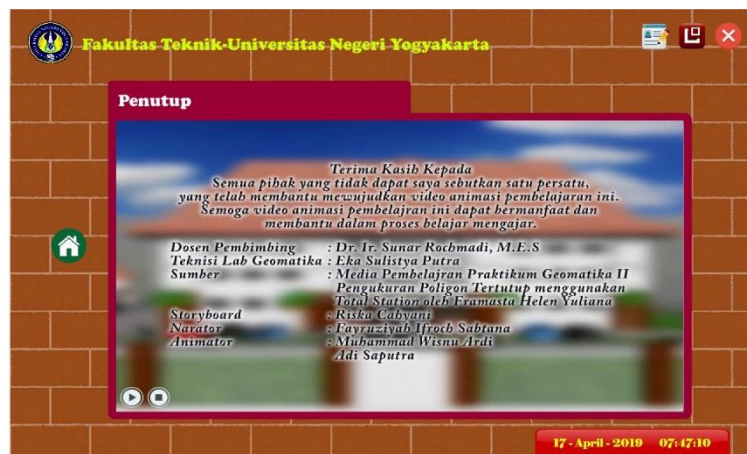 Fakultas Teknik-Universitas Negeri Yogyakarta
Penutup
Terima Kasih Kepada
Semua pihak yang tidak dapat saya sebutkan satu persatu,
yang telah membantu mewujudkan video animasi pembelajaran ini.
Semoga video animasi pembelajran ini dapat bermanfaat dan
membantu dalam proses belajar mengajar.
Dosen Pembimbing : Dr. Ir. Sunar Rochmadi, M.E.S
Teknisi Lab Geomatika : Eka Sulistya Putra
Sumber : Media Pembelajran Praktikum Geomatika II
Pengukuran Poligon Tertutup menggunakan
Total Station oleh Framasta Helen Yuliana
Storyboard : Riska Cahyani
Narator : Fayruziyah Ifroch Sabtana
Animator : Muhammad Wisnu Ardi
Adi Saputra
17 - April - 2019 07:47:10